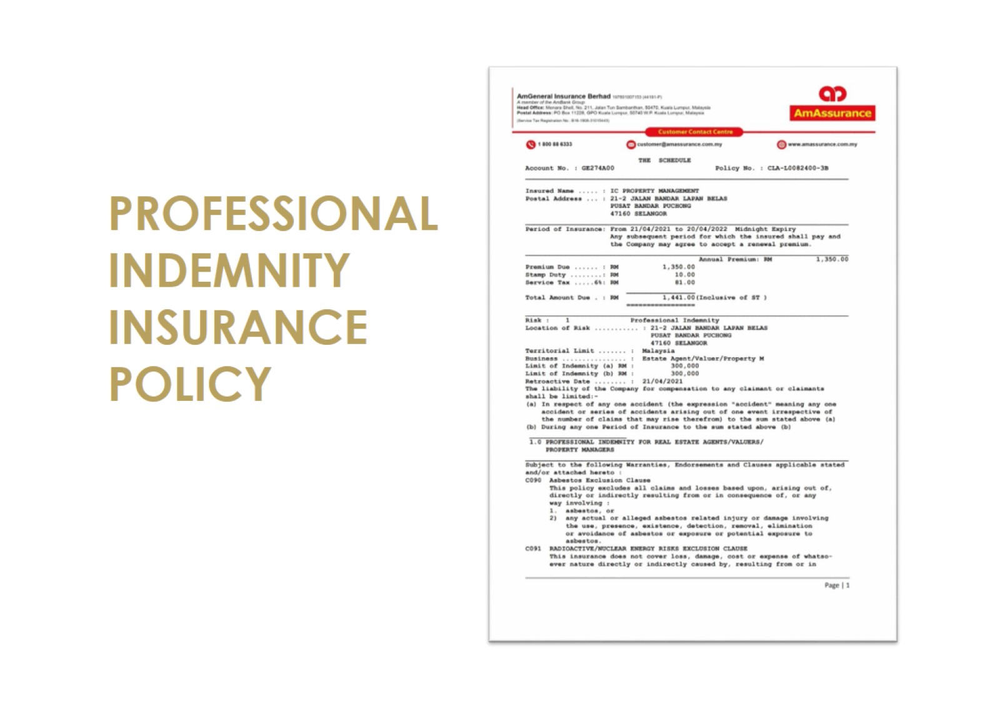 PROFESSIONAL
INDEMNITY
INSURANCE
POLICY
AmGeneral Insurance Berhad 197801007153 (44191-P)
A member of the AmBank Group
Head Office: Menara Shell, No. 211, Jalan Tun Sambanthan, 50470, Kuala Lumpur, Malaysia
Postal Address: PO Box 11228, GPO Kuala Lumpur, 50740 W.P. Kuala Lumpur, Malaysia
(Service Tax Registration No.: B16-1808-31015443)
AmAssurance
Customer Contact Centre
1 800 88 6333 customer@amassurance.com.my www.amassurance.com.my
THE SCHEDULE
Account No. : GE274A00 Policy No. : CLA-L0082400-3B
Insured Name ..... : IC PROPERTY MANAGEMENT
Postal Address ... : 21-2 JALAN BANDAR LAPAN BELAS
PUSAT BANDAR PUCHONG
47160 SELANGOR
Period of Insurance: From 21/04/2021 to 20/04/2022 Midnight Expiry
Any subsequent period for which the insured shall pay and
the Company may agree to accept a renewal premium.
Annual Premium: RM 1,350.00
Premium Due ...... : RM 1,350.00
Stamp Duty ........: RM 10.00
Service Tax .....6%: RM 81.00
Total Amount Due . : RM 1,441.00(Inclusive of ST )
=================
Risk : 1 Professional Indemnity
Location of Risk ........... : 21-2 JALAN BANDAR LAPAN BELAS
PUSAT BANDAR PUCHONG
47160 SELANGOR
Territorial Limit ....... : Malaysia
Business ................ : Estate Agent/Valuer/Property M
Limit of Indemnity (a) RM : 300,000
Limit of Indemnity (b) RM : 300,000
Retroactive Date ........ : 21/04/2021
The liability of the Company for compensation to any claimant or claimants
shall be limited:-
(a) In respect of any one accident (the expression "accident" meaning any one
accident or series of accidents arising out of one event irrespective of
the number of claims that may rise therefrom) to the sum stated above (a)
(b) During any one Period of Insurance to the sum stated above (b)
1.0 PROFESSIONAL INDEMNITY FOR REAL ESTATE AGENTS/VALUERS/
PROPERTY MANAGERS
Subject to the following Warranties, Endorsements and Clauses applicable stated
and/or attached hereto :
C090 Asbestos Exclusion Clause
This policy excludes all claims and losses based upon, arising out of,
directly or indirectly resulting from or in consequence of, or any
way involving :
1. asbestos, or
2) any actual or alleged asbestos related injury or damage involving
the use, presence, existence, detection, removal, elimination
or avoidance of asbestos or exposure or potential exposure to
asbestos.
C091 RADIOACTIVE/NUCLEAR ENERGY RISKS EXCLUSION CLAUSE
This insurance does not cover loss, damage, cost or expense of whatso-
ever nature directly or indirectly caused by, resulting from or in
Page | 1